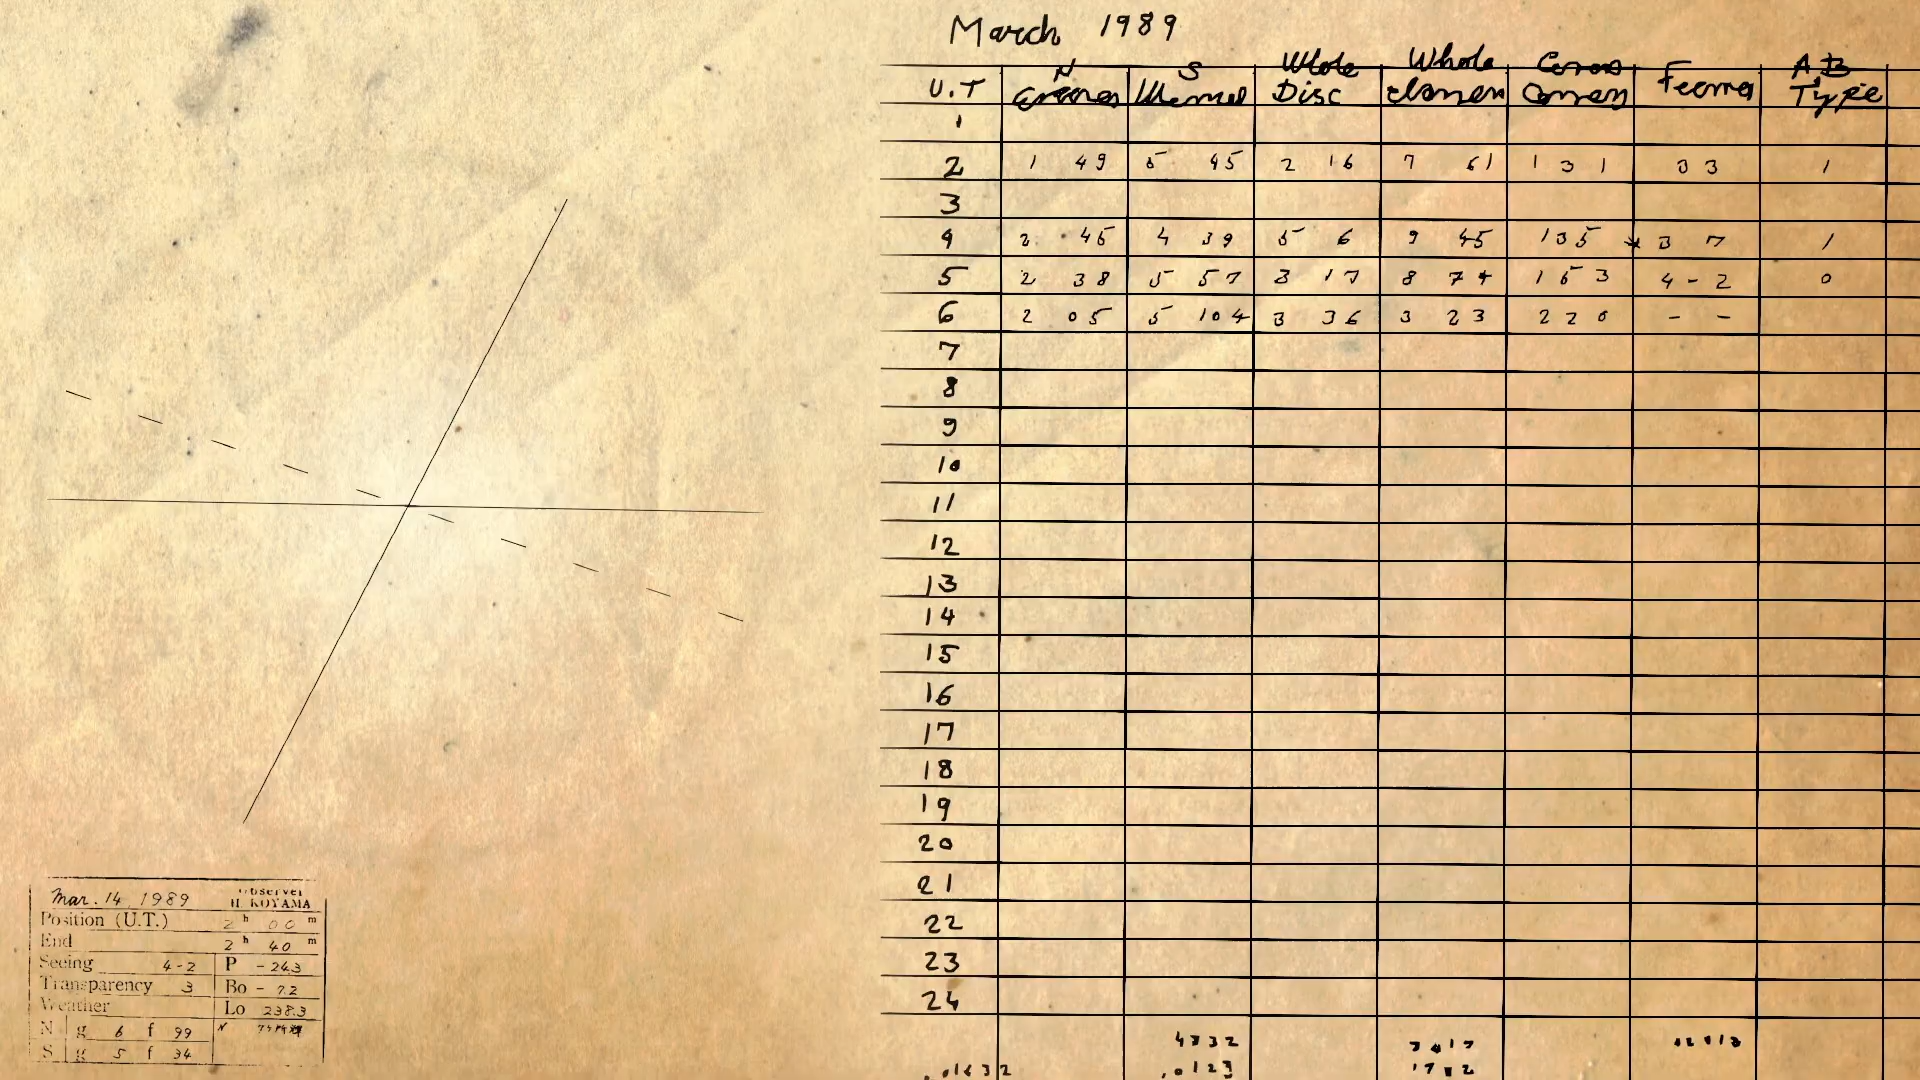 March 1989
U.T N S Whole Disc Whole A.B Type
1
2 1 49 5 45 2 16 7 61 1 3 1 0 3 1
3
4 2 45 4 39 5 6 9 45 1 3 5 3 7 1
5 2 38 5 57 3 17 8 74 1 5 3 4 - 2 0
6 2 05 5 104 3 36 3 23 2 2 0 - -
7
8
9
10
11
12
13
14
15
16
17
18
19
20
21
22
23
24
Mar. 14 1989 Observer
H. KOYAMA
Position (U.T.) 2 h 00 m
End 2 h 40 m
Seeing 4-2 P -24.3
Transparency 3 Bo - 7.2
Weather Lo 238.3
N g 6 f 99
S g 5 f 34